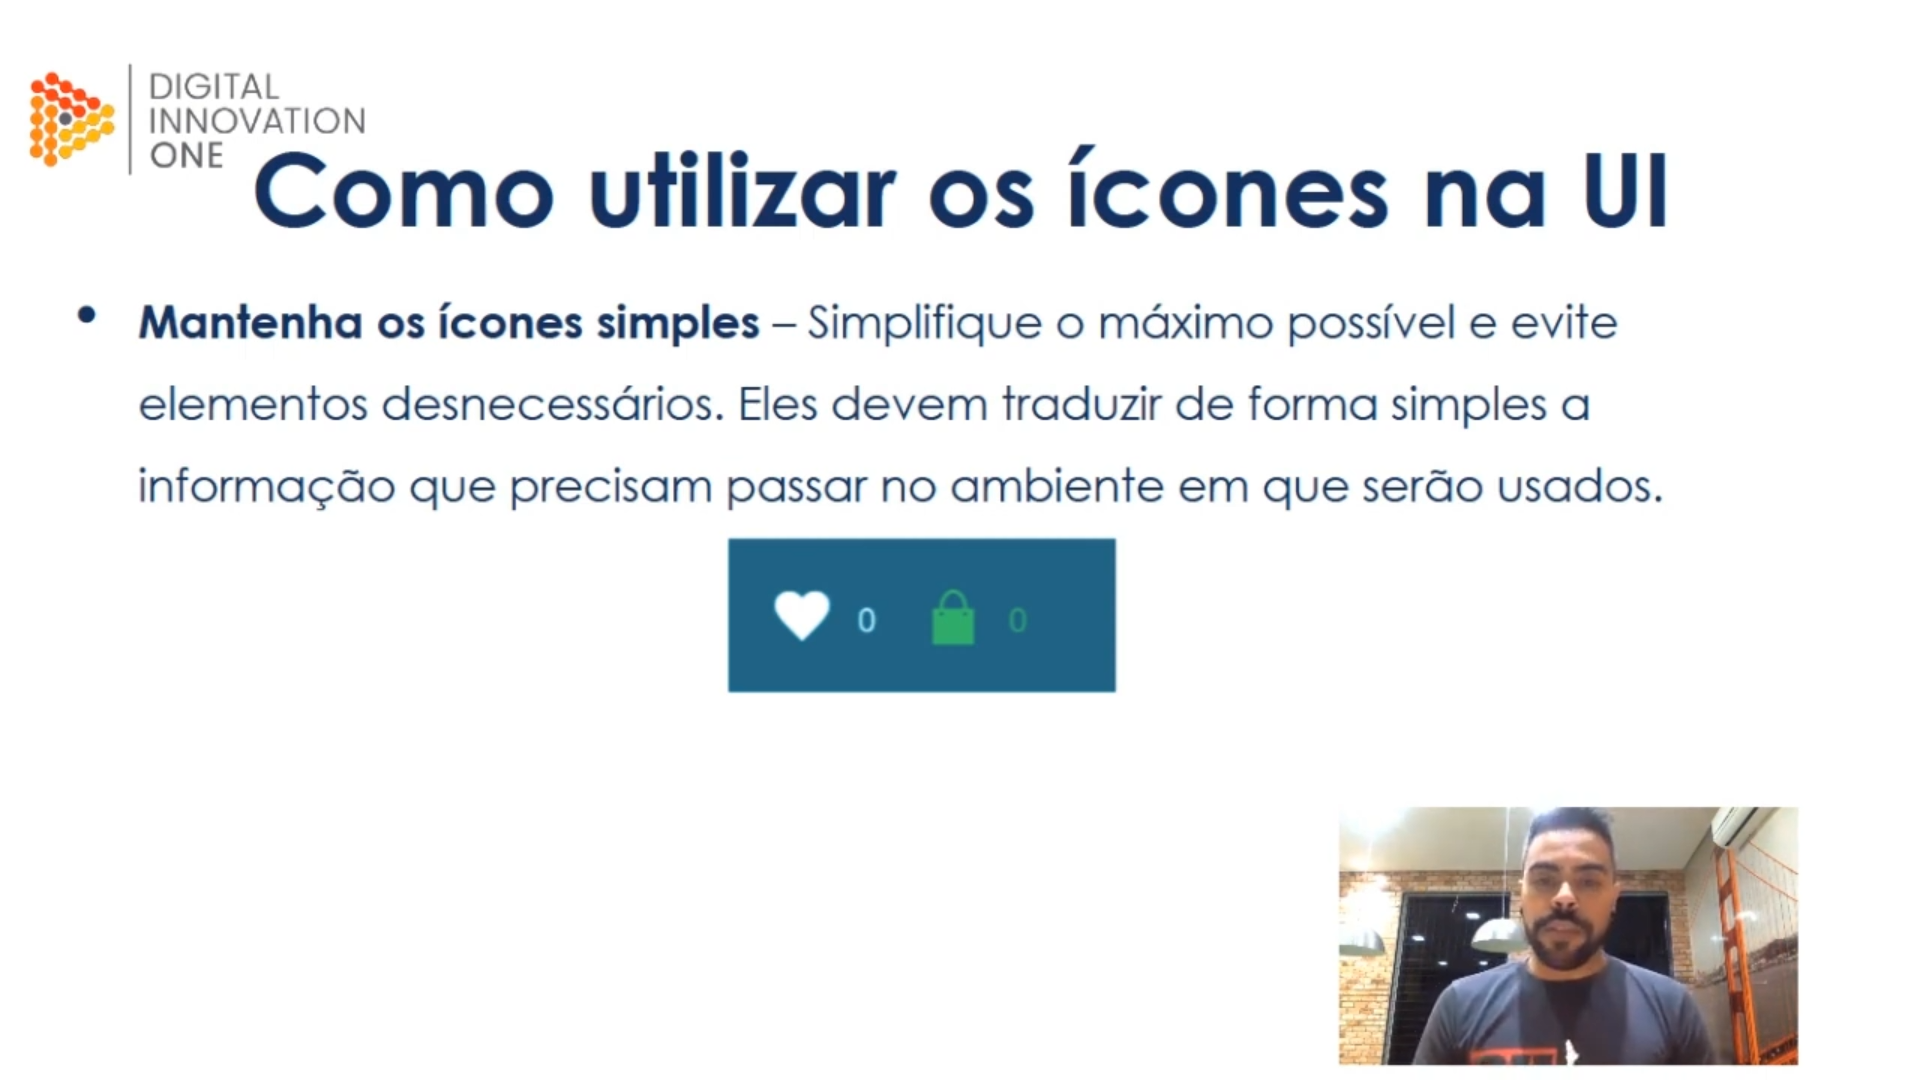 DIGITAL
INNOVATION
ONE
Como utilizar os ícones na UI
• Mantenha os ícones simples – Simplifique o máximo possível e evite
elementos desnecessários. Eles devem traduzir de forma simples a
informação que precisam passar no ambiente em que serão usados.
0 0